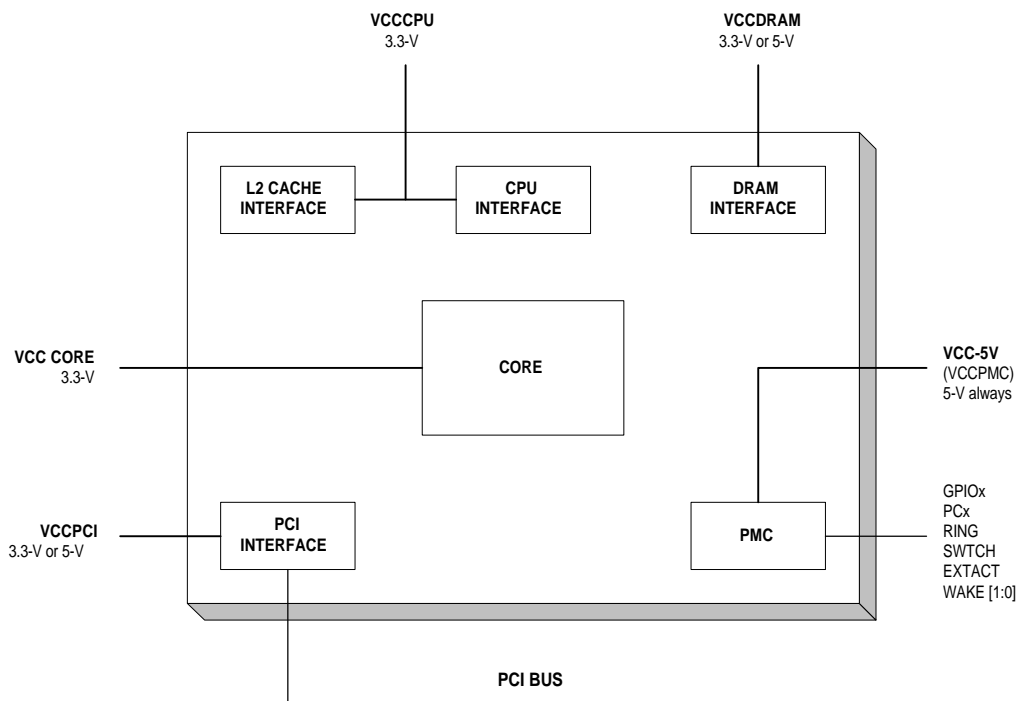 VCCCPU
3.3-V
VCCDRAM
3.3-V or 5-V
L2 CACHE
INTERFACE
CPU
INTERFACE
DRAM
INTERFACE
VCC CORE
3.3-V
CORE
VCC-5V
(VCCPMC)
5-V always
VCCPCI
3.3-V or 5-V
PCI
INTERFACE
PMC
GPIOx
PCx
RING
SWTCH
EXTACT
WAKE [1:0]
PCI BUS